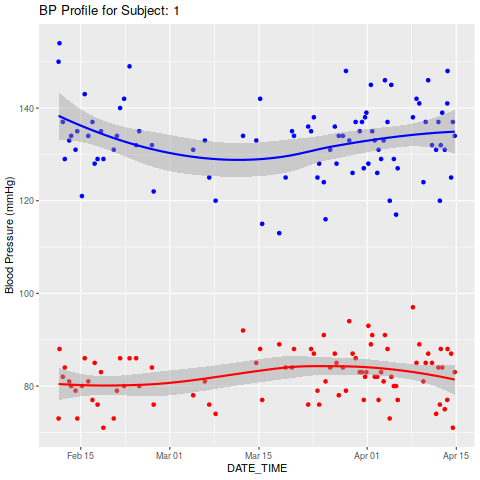 BP Profile for Subject: 1
Blood Pressure (mmHg)
140
120
100
80
Feb 15
Mar 01
Mar 15
Apr 01
Apr 15
DATE_TIME